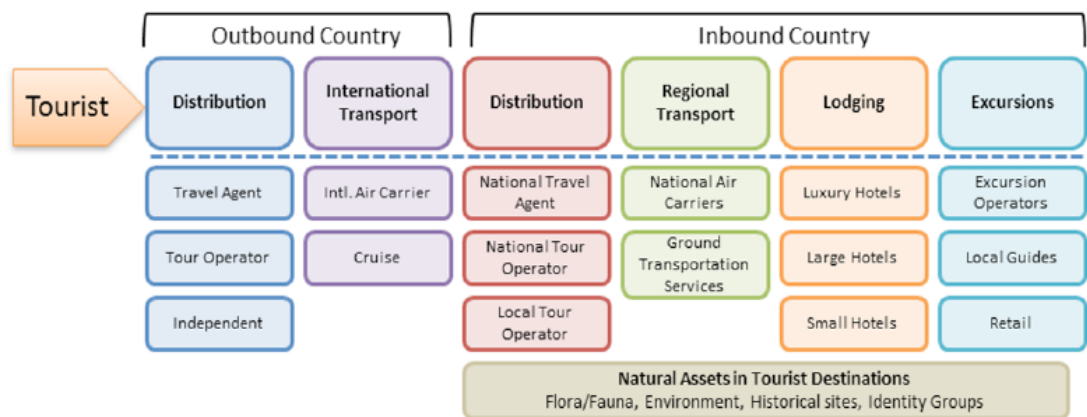 Outbound Country
Inbound Country
Tourist
Distribution
International
Transport
Distribution
Regional
Transport
Lodging
Excursions
Travel Agent
Intl. Air Carrier
National Travel
Agent
National Air
Carriers
Luxury Hotels
Excursion
Operators
Tour Operator
Cruise
National Tour
Operator
Ground
Transportation
Services
Large Hotels
Local Guides
Independent
Local Tour
Operator
Small Hotels
Retail
Natural Assets in Tourist Destinations
Flora/Fauna, Environment, Historical sites, Identity Groups